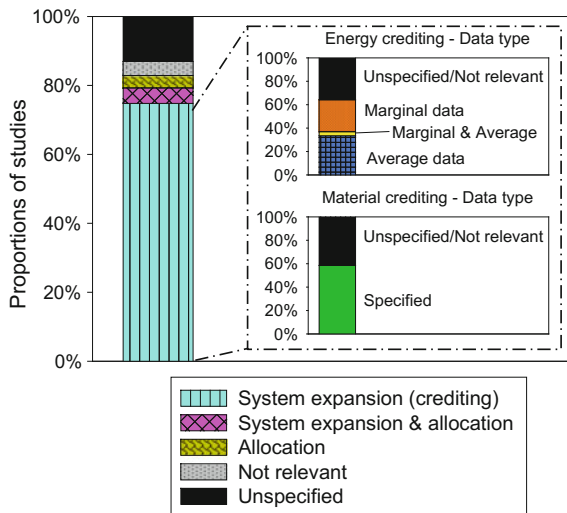 Proportions of studies
100%
80%
60%
40%
20%
0%
Energy crediting - Data type
100%
80%
60%
40%
20%
0%
Unspecified/Not relevant
Marginal data
Marginal & Average
Average data
Material crediting - Data type
100%
80%
60%
40%
20%
0%
Unspecified/Not relevant
Specified
System expansion (crediting)
System expansion & allocation
Allocation
Not relevant
Unspecified